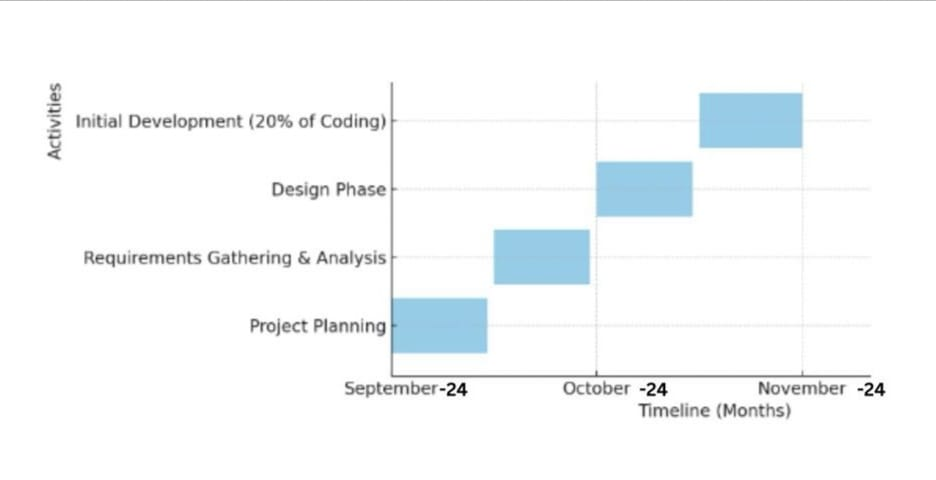 Activities
Initial Development (20% of Coding)
Design Phase
Requirements Gathering & Analysis
Project Planning
September-24 October -24 November -24
Timeline (Months)